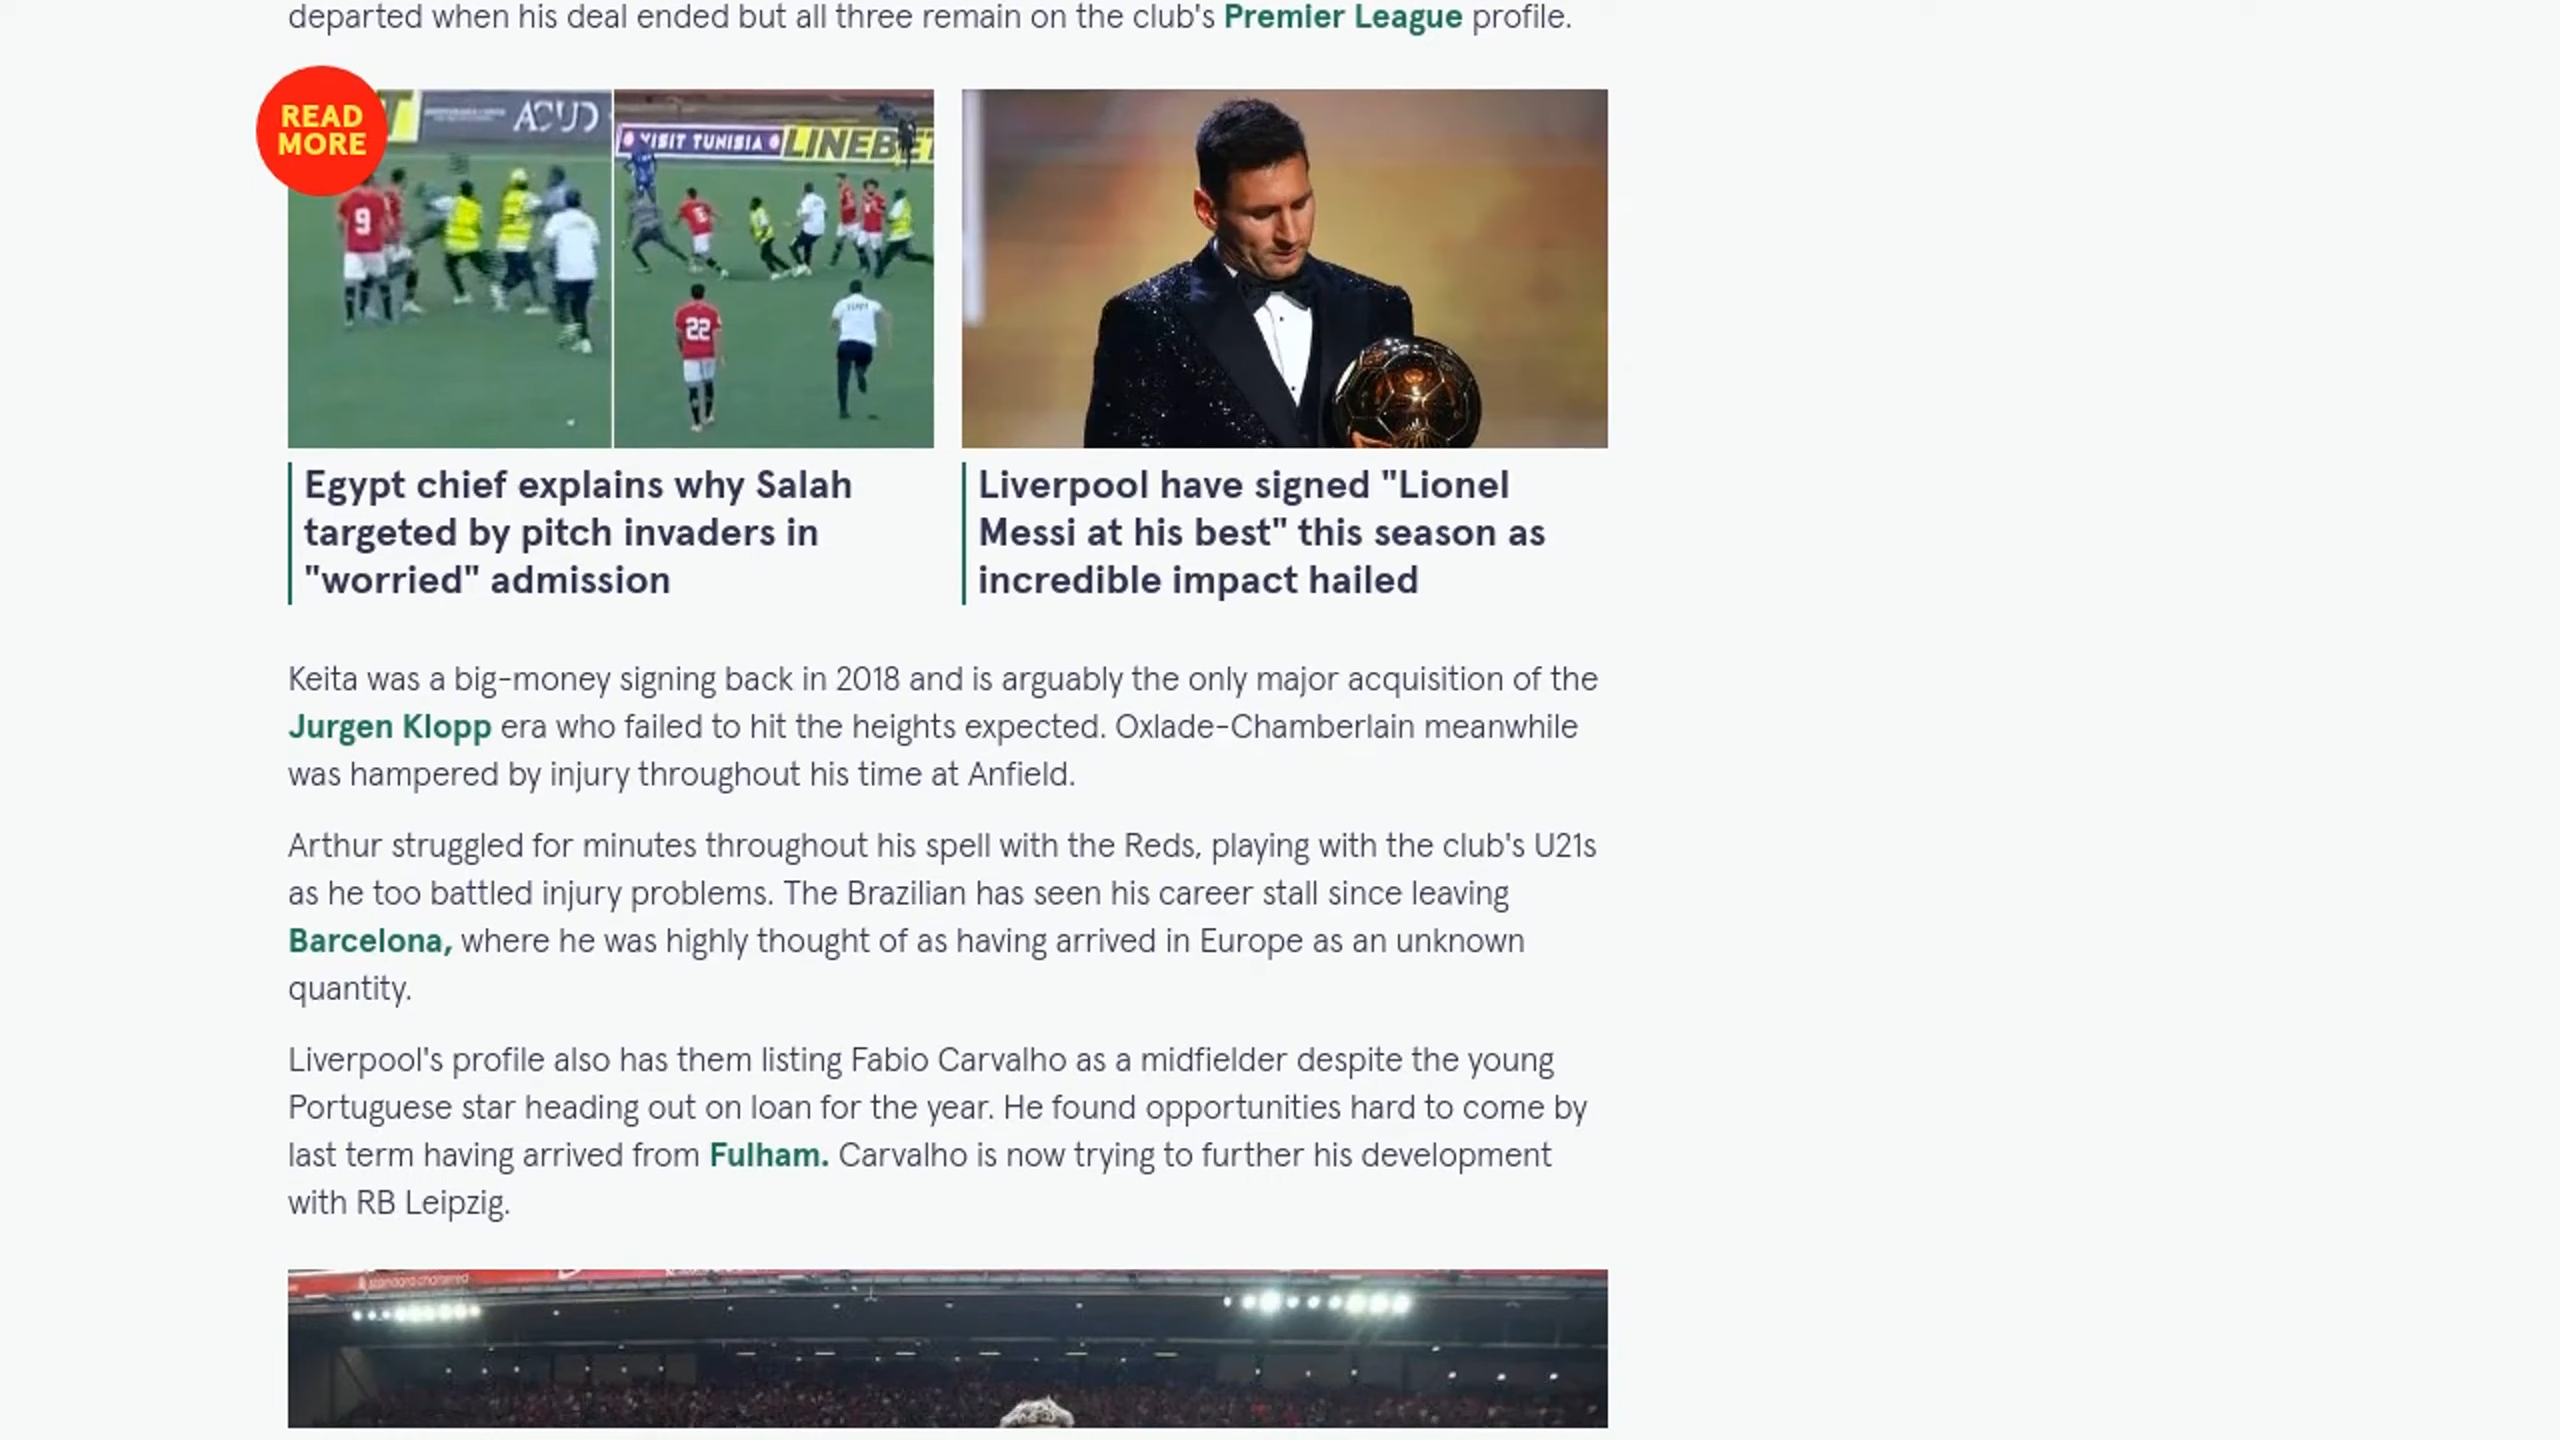 departed when his deal ended but all three remain on the club's Premier League profile.
READ
MORE
VISIT TUNISIA
LINEBET
9
22
Egypt chief explains why Salah
targeted by pitch invaders in
"worried" admission
Liverpool have signed "Lionel
Messi at his best" this season as
incredible impact hailed
Keita was a big-money signing back in 2018 and is arguably the only major acquisition of the
Jurgen Klopp era who failed to hit the heights expected. Oxlade-Chamberlain meanwhile
was hampered by injury throughout his time at Anfield.
Arthur struggled for minutes throughout his spell with the Reds, playing with the club's U21s
as he too battled injury problems. The Brazilian has seen his career stall since leaving
Barcelona, where he was highly thought of as having arrived in Europe as an unknown
quantity.
Liverpool's profile also has them listing Fabio Carvalho as a midfielder despite the young
Portuguese star heading out on loan for the year. He found opportunities hard to come by
last term having arrived from Fulham. Carvalho is now trying to further his development
with RB Leipzig.
standard chartered